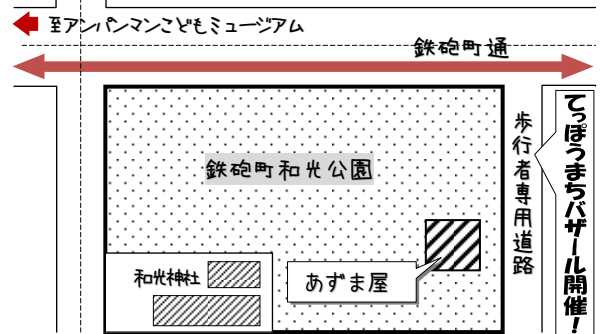 至アンパンマンこどもミュージアム
鉄砲町通
鉄砲町和光公園
歩行者専用道路
てっぽうまちバザール開催!
和光神社
あずま屋